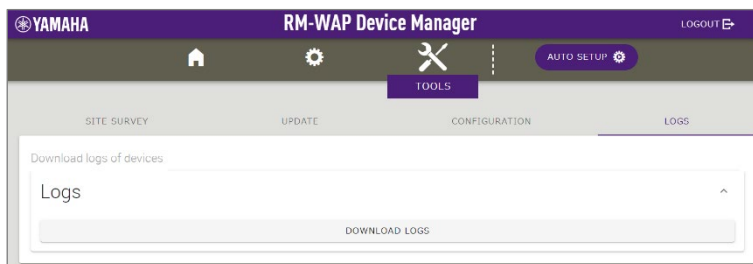 YAMAHA RM-WAP Device Manager LOGOUT
AUTO SETUP
TOOLS
SITE SURVEY UPDATE CONFIGURATION LOGS
Download logs of devices
Logs
DOWNLOAD LOGS